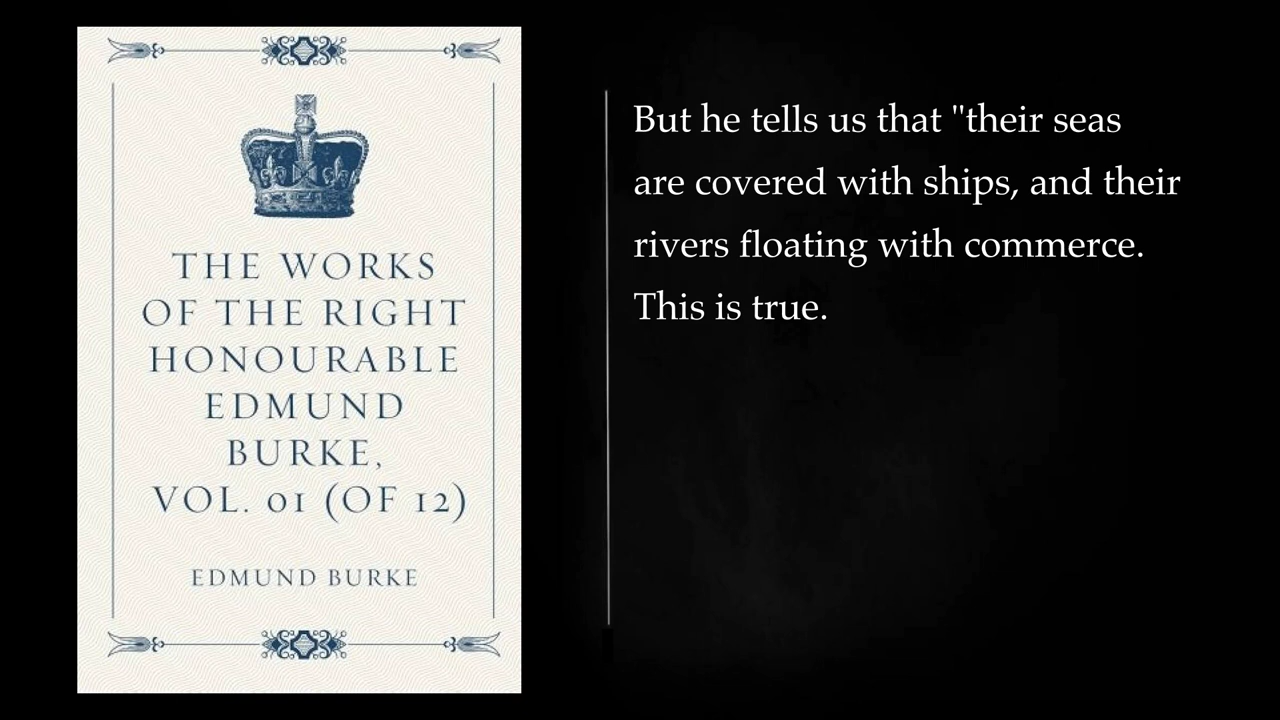 THE WORKS
OF THE RIGHT
HONOURABLE
EDMUND
BURKE,
VOL. 01 (OF 12)
EDMUND BURKE
But he tells us that "their seas
are covered with ships, and their
rivers floating with commerce.
This is true.